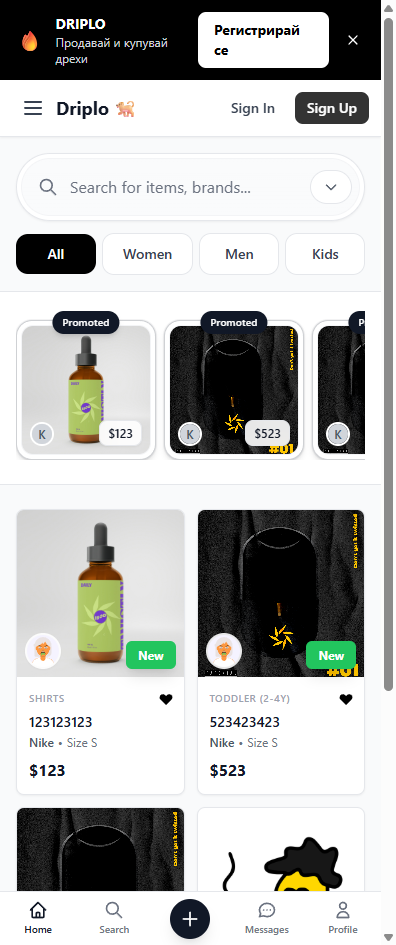 DRIPLO
Продавай и купувай
дрехи
Регистрирай
се
Driplo
Sign In
Sign Up
Search for items, brands...
All
Women
Men
Kids
Promoted
Promoted
K
$123
K
$523
#01
K
New
New
#01
SHIRTS
123123123
Nike • Size S
$123
TODDLER (2-4Y)
523423423
Nike • Size S
$523
Home
Search
Messages
Profile